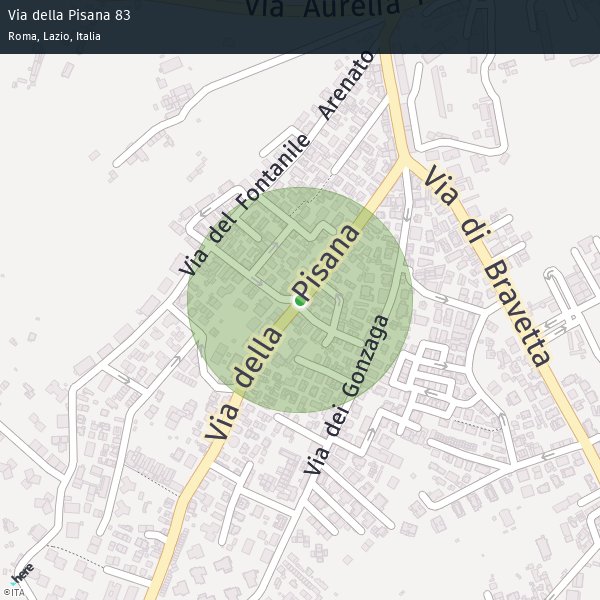 Via della Pisana 83
Roma, Lazio, Italia
Via Aurelia
Via del Fontanile Arenato
Via di Bravetta
Via della Pisana
Via dei Gonzaga
here
©ITA